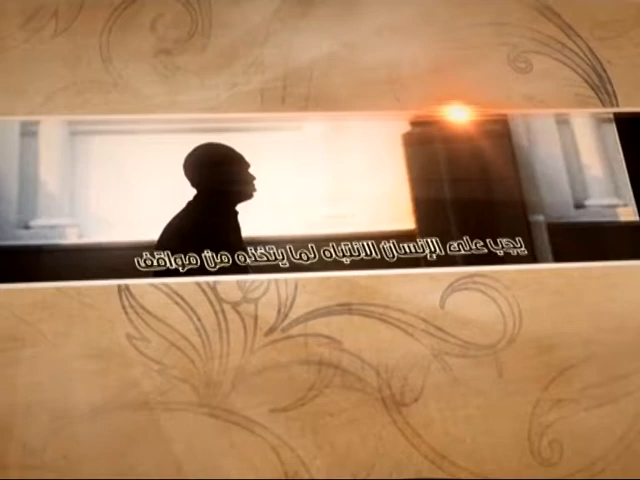 يجب على الإنسان الانتباه لما يتخذه من مواقف